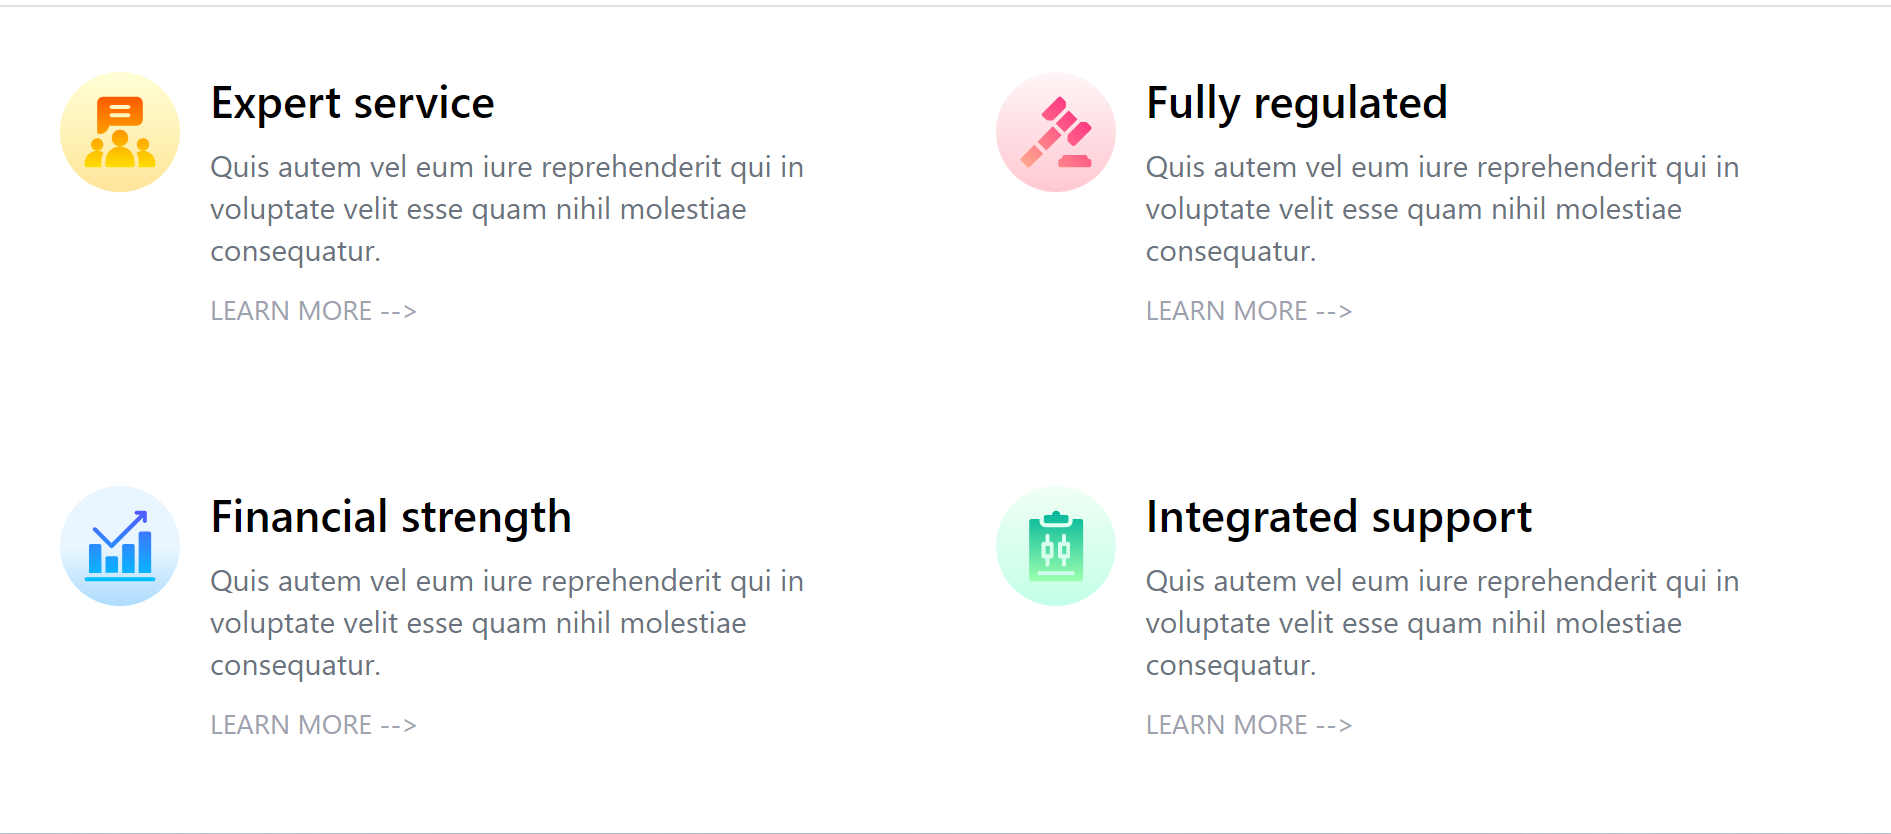 Expert service
Quis autem vel eum iure reprehenderit qui in
voluptate velit esse quam nihil molestiae
consequatur.
LEARN MORE -->
Fully regulated
Quis autem vel eum iure reprehenderit qui in
voluptate velit esse quam nihil molestiae
consequatur.
LEARN MORE -->
Financial strength
Quis autem vel eum iure reprehenderit qui in
voluptate velit esse quam nihil molestiae
consequatur.
LEARN MORE -->
Integrated support
Quis autem vel eum iure reprehenderit qui in
voluptate velit esse quam nihil molestiae
consequatur.
LEARN MORE -->